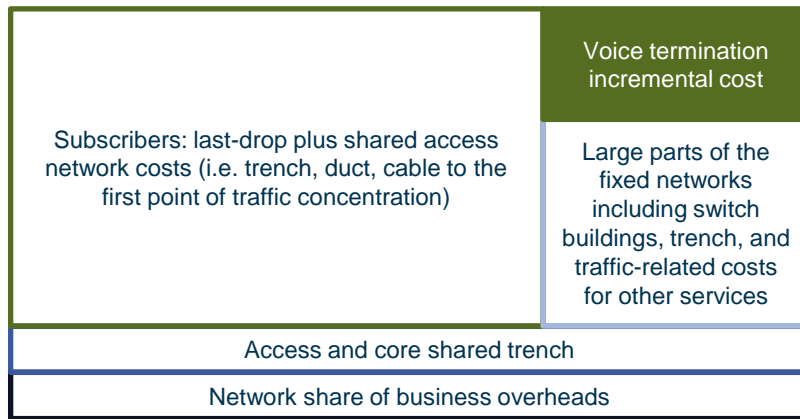 Voice termination
incremental cost
Subscribers: last-drop plus shared access
network costs (i.e. trench, duct, cable to the
first point of traffic concentration)
Large parts of the
fixed networks
including switch
buildings, trench, and
traffic-related costs
for other services
Access and core shared trench
Network share of business overheads